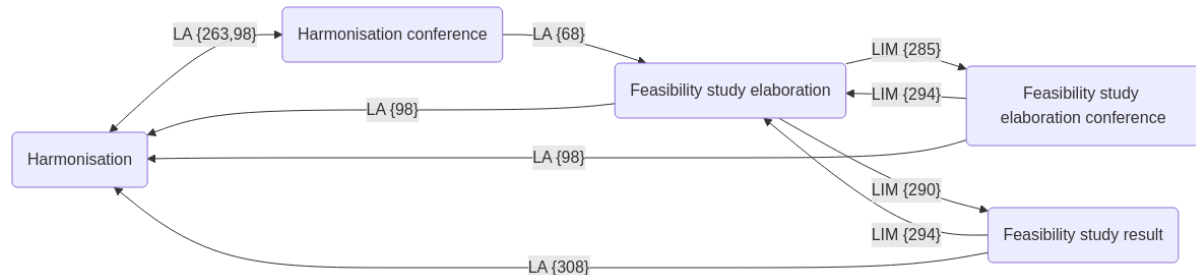 LA {263,98}
Harmonisation conference
LA {68}
LIM {285}
Feasibility study elaboration
LIM {294}
Feasibility study
elaboration conference
LA {98}
Harmonisation
LA {98}
LIM {290}
LIM {294}
Feasibility study result
LA {308}